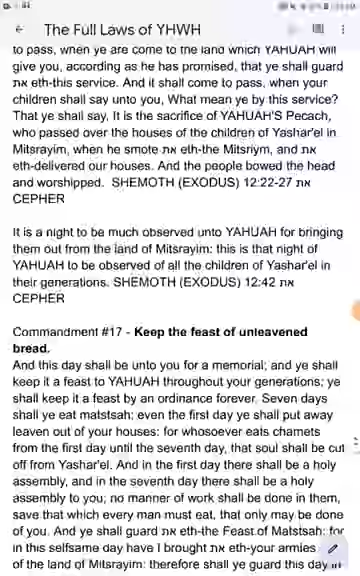 The Full Laws of YHWH
to pass, when ye are come to the land which YAHUAH will
give you, according as he has promised, that ye shall guard
את eth-this service. And it shall come to pass, when your
children shall say unto you, What mean ye by this service?
That ye shall say, It is the sacrifice of YAHUAH'S Pecach,
who passed over the houses of the children of Yashar'el in
Mitsrayim, when he smote את eth-the Mitsriym, and את
eth-delivered our houses. And the people bowed the head
and worshipped. SHEMOTH (EXODUS) 12:22-27 את
CEPHER
It is a night to be much observed unto YAHUAH for bringing
them out from the land of Mitsrayim: this is that night of
YAHUAH to be observed of all the children of Yashar'el in
their generations. SHEMOTH (EXODUS) 12:42 את
CEPHER
Commandment #17 - Keep the feast of unleavened
bread.
And this day shall be unto you for a memorial; and ye shall
keep it a feast to YAHUAH throughout your generations; ye
shall keep it a feast by an ordinance forever. Seven days
shall ye eat matstsah; even the first day ye shall put away
leaven out of your houses: for whosoever eats chamets
from the first day until the seventh day, that soul shall be cut
off from Yashar'el. And in the first day there shall be a holy
assembly, and in the seventh day there shall be a holy
assembly to you; no manner of work shall be done in them,
save that which every man must eat, that only may be done
of you. And ye shall guard את eth-the Feast of Matstsah; for
in this selfsame day have I brought את eth-your armies
of the land of Mitsrayim: therefore shall ye guard this day in